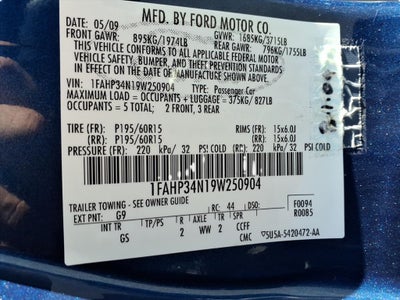 MFD. BY FORD MOTOR CO.
05/09 GVWR: 1685KG/3715LB
FRONT GAWR: 895KG/1974LB REAR GAWR: 796KG/1755LB
THIS VEHICLE CONFORMS TO ALL APPLICABLE FEDERAL MOTOR
VEHICLE SAFETY, BUMPER, AND THEFT PREVENTION STANDARDS
IN EFFECT ON THE DATE OF MANUFACTURE SHOWN ABOVE.
VIN: 1FAHP34N19W250904 TYPE: Passenger Car
MAXIMUM LOAD = OCCUPANTS + LUGGAGE = 375KG/ 827LB
OCCUPANTS = 5 TOTAL: 2 FRONT, 3 REAR
TIRE (FR): P195/60R15 RIMS (FR): 15x6.0J
(RR): P195/60R15 (RR): 15x6.0J
PRESSURE (FR): 220 kPa/ 32 PSI COLD (RR): 220 kPa/ 32 PSI COLD
1FAHP34N19W250904
TRAILER TOWING - SEE OWNER GUIDE F0094
EXT PNT: G9 RC: 44 DSO: R0085
INT TR TP/PS R AXLE TR SPR
GS 2 W9 2 CCFF
CMC 5U5A-5420472-AA